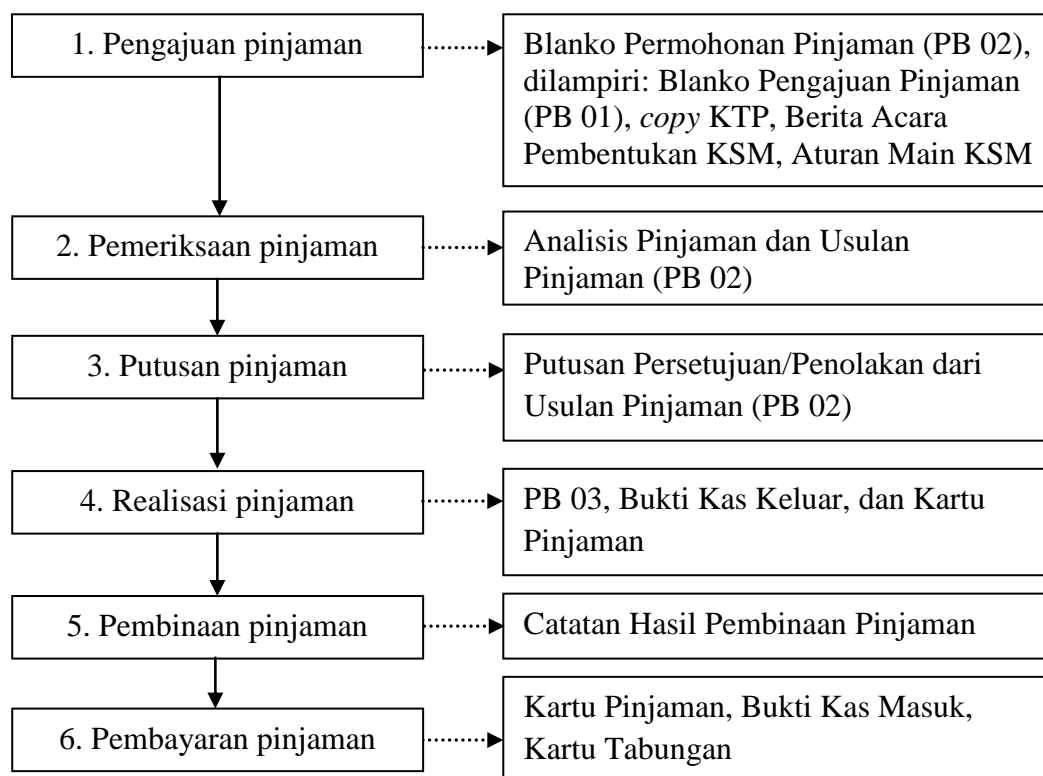 1. Pengajuan pinjaman
Blanko Permohonan Pinjaman (PB 02),
dilampiri: Blanko Pengajuan Pinjaman
(PB 01), copy KTP, Berita Acara
Pembentukan KSM, Aturan Main KSM
2. Pemeriksaan pinjaman
Analisis Pinjaman dan Usulan
Pinjaman (PB 02)
3. Putusan pinjaman
Putusan Persetujuan/Penolakan dari
Usulan Pinjaman (PB 02)
4. Realisasi pinjaman
PB 03, Bukti Kas Keluar, dan Kartu
Pinjaman
5. Pembinaan pinjaman
Catatan Hasil Pembinaan Pinjaman
6. Pembayaran pinjaman
Kartu Pinjaman, Bukti Kas Masuk,
Kartu Tabungan